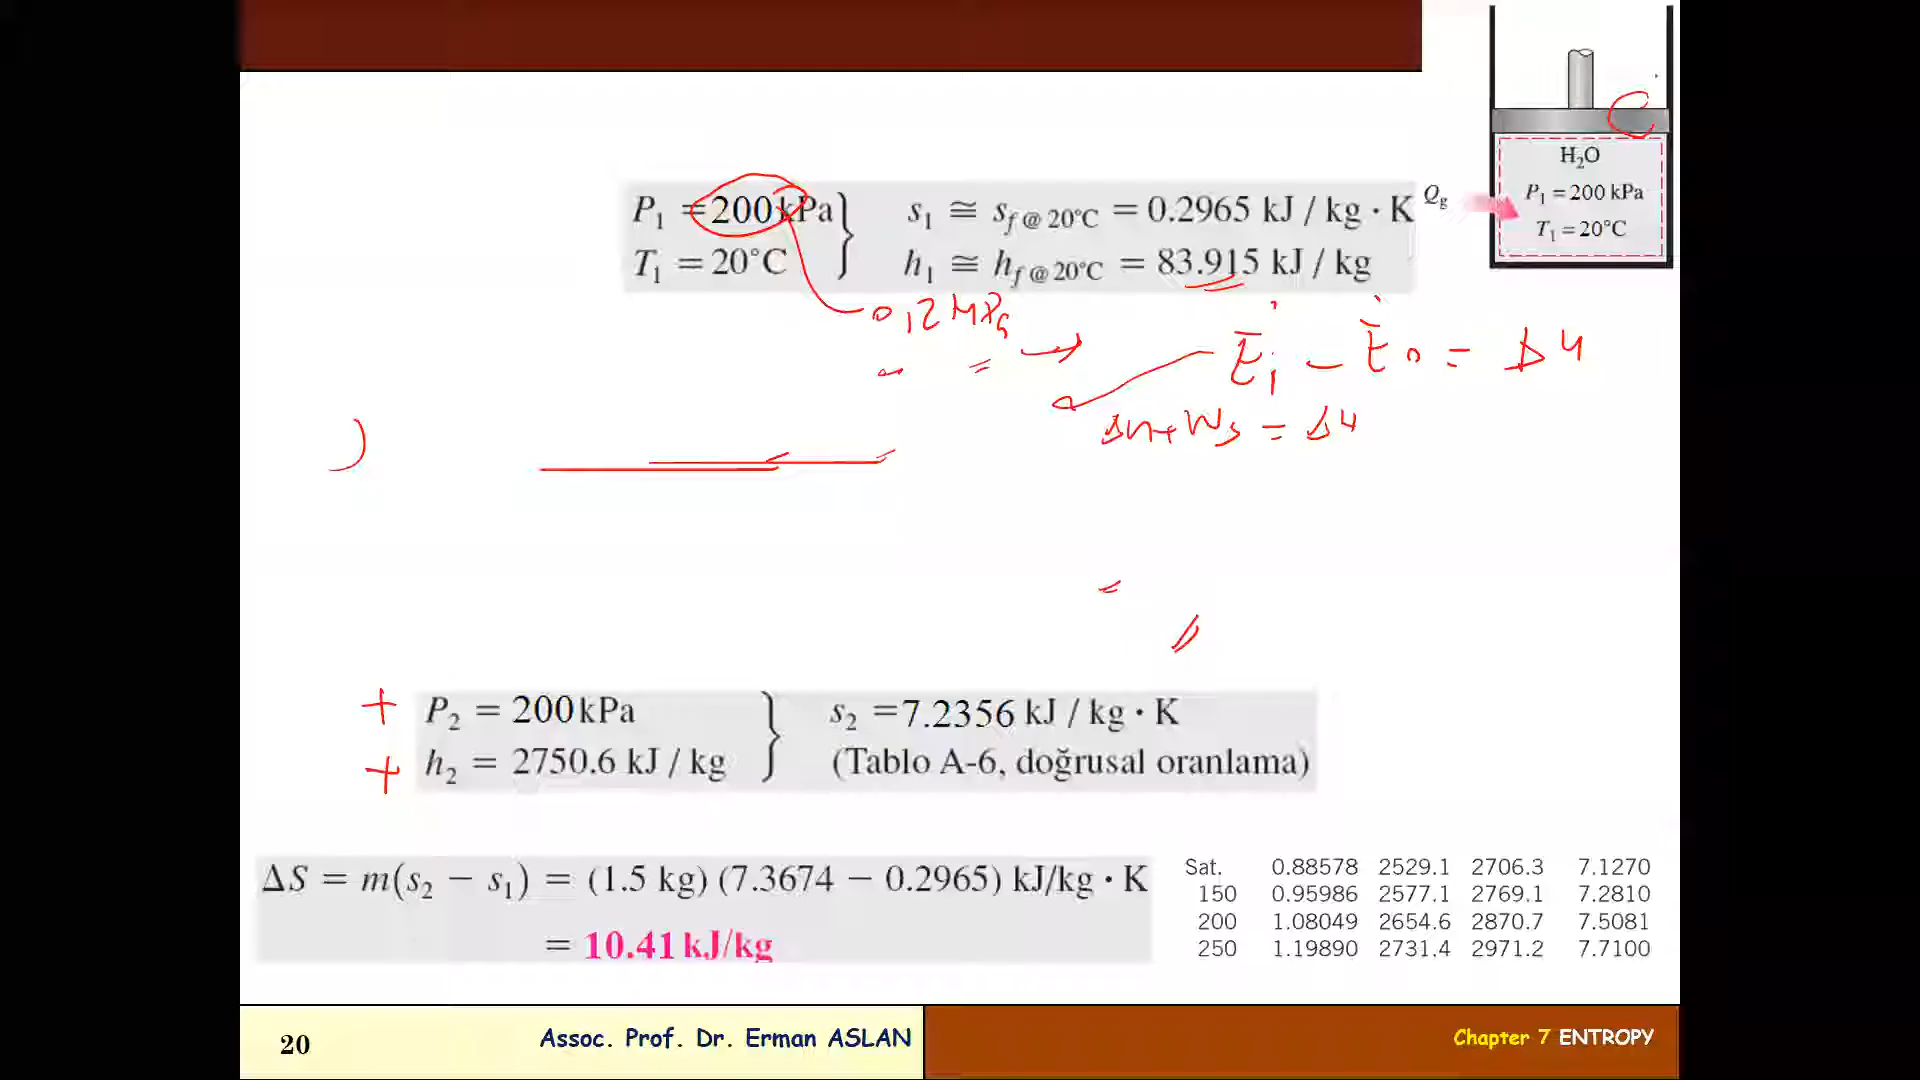 P₁ = 200 kPa
T₁ = 20°C
s₁ ≅ s_f@20°C = 0.2965 kJ / kg · K
h₁ ≅ h_f@20°C = 83.915 kJ / kg
Q_g
H₂O
P₁ = 200 kPa
T₁ = 20°C
0,2 MPa
= ΔU
= ΔU
P₂ = 200 kPa
h₂ = 2750.6 kJ / kg
s₂ = 7.2356 kJ / kg · K
(Tablo A-6, doğrusal oranlama)
ΔS = m(s₂ − s₁) = (1.5 kg) (7.3674 − 0.2965) kJ/kg · K
= 10.41 kJ/kg
Sat. 0.88578 2529.1 2706.3 7.1270
150 0.95986 2577.1 2769.1 7.2810
200 1.08049 2654.6 2870.7 7.5081
250 1.19890 2731.4 2971.2 7.7100
20
Assoc. Prof. Dr. Erman ASLAN
Chapter 7 ENTROPY